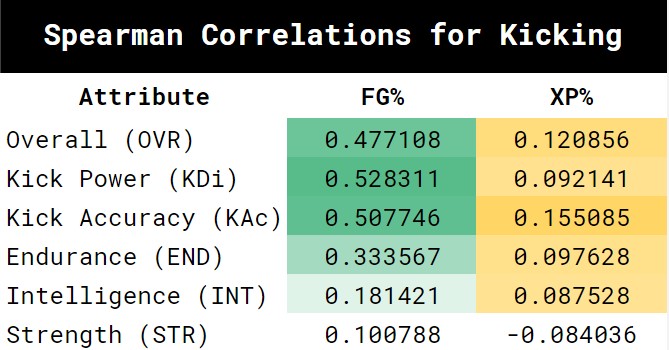 Spearman Correlations for Kicking
Attribute FG% XP%
Overall (OVR) 0.477108 0.120856
Kick Power (KDi) 0.528311 0.092141
Kick Accuracy (KAc) 0.507746 0.155085
Endurance (END) 0.333567 0.097628
Intelligence (INT) 0.181421 0.087528
Strength (STR) 0.100788 -0.084036